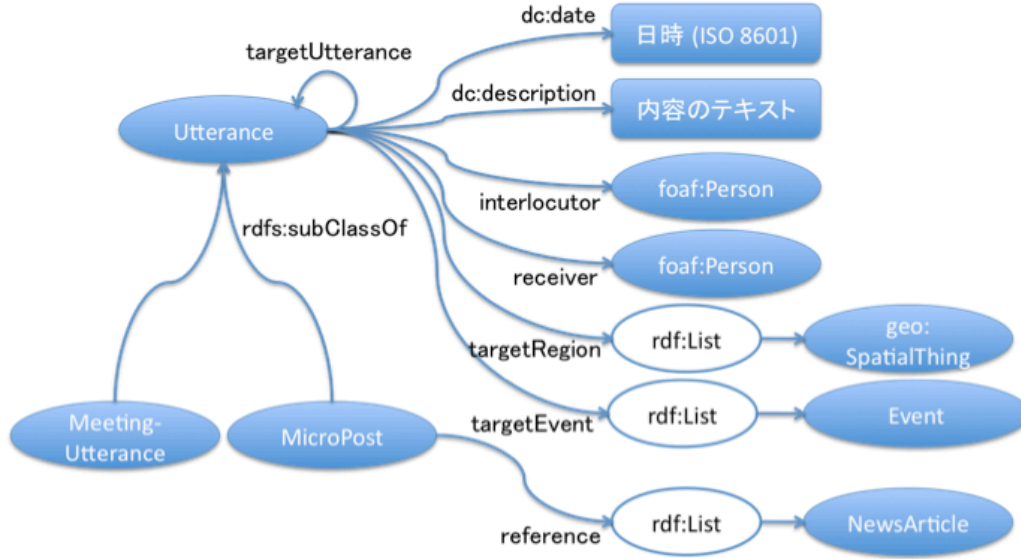 dc:date
日時 (ISO 8601)
targetUtterance
dc:description
内容のテキスト
Utterance
interlocutor
foaf:Person
rdfs:subClassOf
receiver
foaf:Person
targetRegion
rdf:List
geo:
SpatialThing
Meeting-
Utterance
MicroPost
targetEvent
rdf:List
Event
reference
rdf:List
NewsArticle